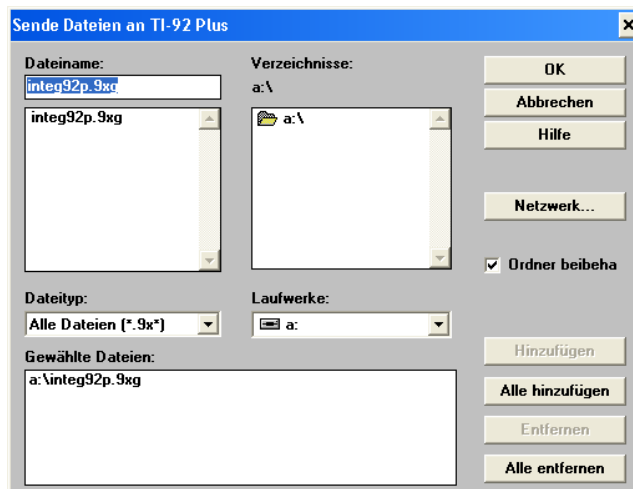 Sende Dateien an TI-92 Plus
Dateiname:
integ92p.9xg
integ92p.9xg
Verzeichnisse:
a:\
a:\
OK
Abbrechen
Hilfe
Netzwerk...
Ordner beibeha
Dateityp:
Alle Dateien (*.9x*)
Laufwerke:
a:
Gewählte Dateien:
a:\integ92p.9xg
Hinzufügen
Alle hinzufügen
Entfernen
Alle entfernen